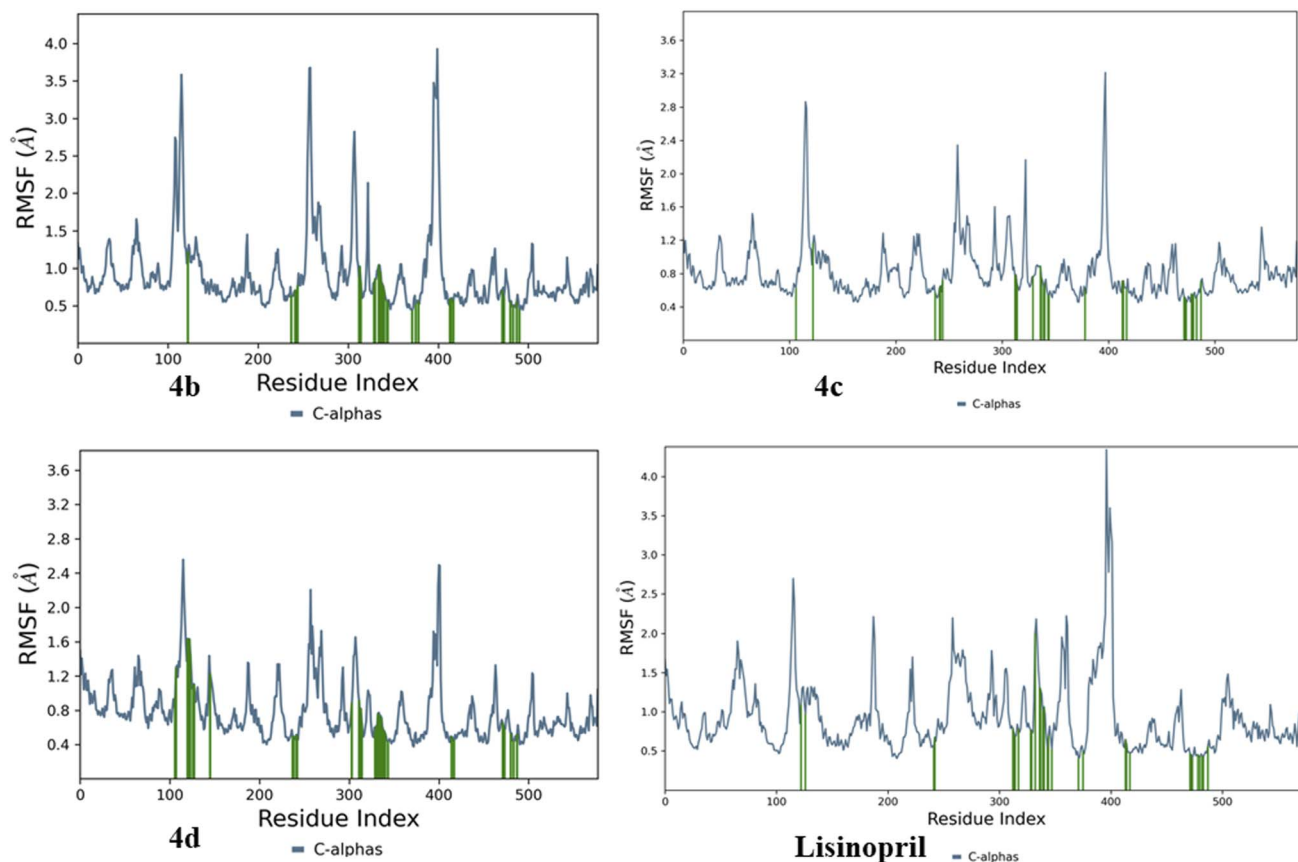 4.0
3.5
3.0
2.5
2.0
1.5
1.0
0.5
RMSF (Å)
0 100 200 300 400 500
Residue Index
4b
C-alphas
3.6
3.2
2.8
2.4
2.0
1.6
1.2
0.8
0.4
RMSF (Å)
0 100 200 300 400 500
Residue Index
4c
C-alphas
3.6
3.2
2.8
2.4
2.0
1.6
1.2
0.8
0.4
RMSF (Å)
0 100 200 300 400 500
Residue Index
4d
C-alphas
4.0
3.5
3.0
2.5
2.0
1.5
1.0
0.5
RMSF (Å)
0 100 200 300 400 500
Residue Index
Lisinopril
C-alphas